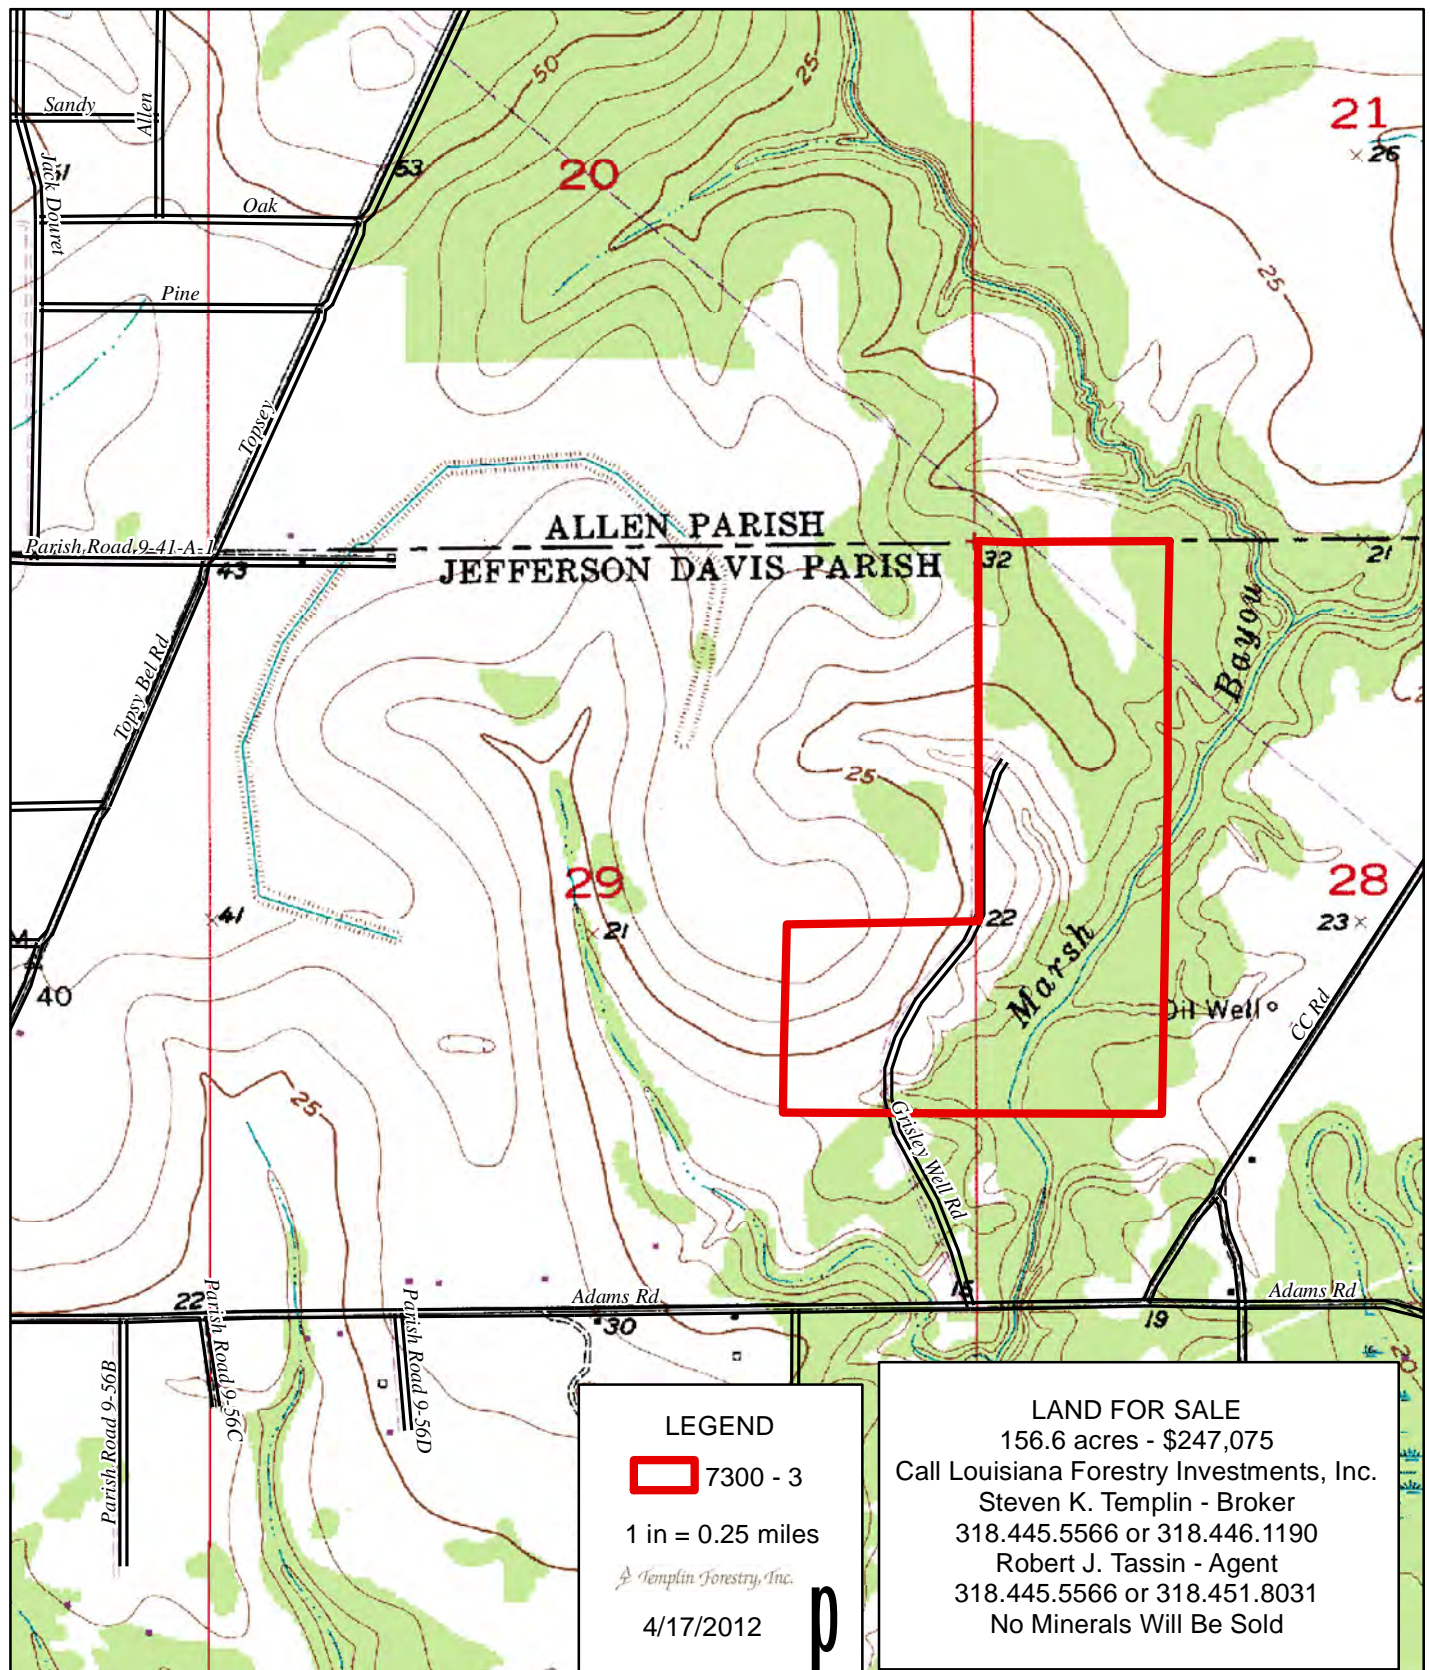 50
25
21
26
Sandy
Allen
51
Jack Douret
53
20
Oak
25
Pine
Topsey
ALLEN PARISH
Parish Road 9-41-A-1
JEFFERSON DAVIS PARISH
32
21
43
Bayou
Topsy Bel Rd
25
29
28
41
21
22
23
Marsh
40
Oil Well
CC Rd
25
Grisley Well Rd
22
Parish Road 9-56C
Parish Road 9-56D
Adams Rd
30
19
Adams Rd
20
Parish Road 9-56B
LEGEND
7300 - 3
1 in = 0.25 miles
Templin Forestry, Inc.
4/17/2012
p
LAND FOR SALE
156.6 acres - $247,075
Call Louisiana Forestry Investments, Inc.
Steven K. Templin - Broker
318.445.5566 or 318.446.1190
Robert J. Tassin - Agent
318.445.5566 or 318.451.8031
No Minerals Will Be Sold